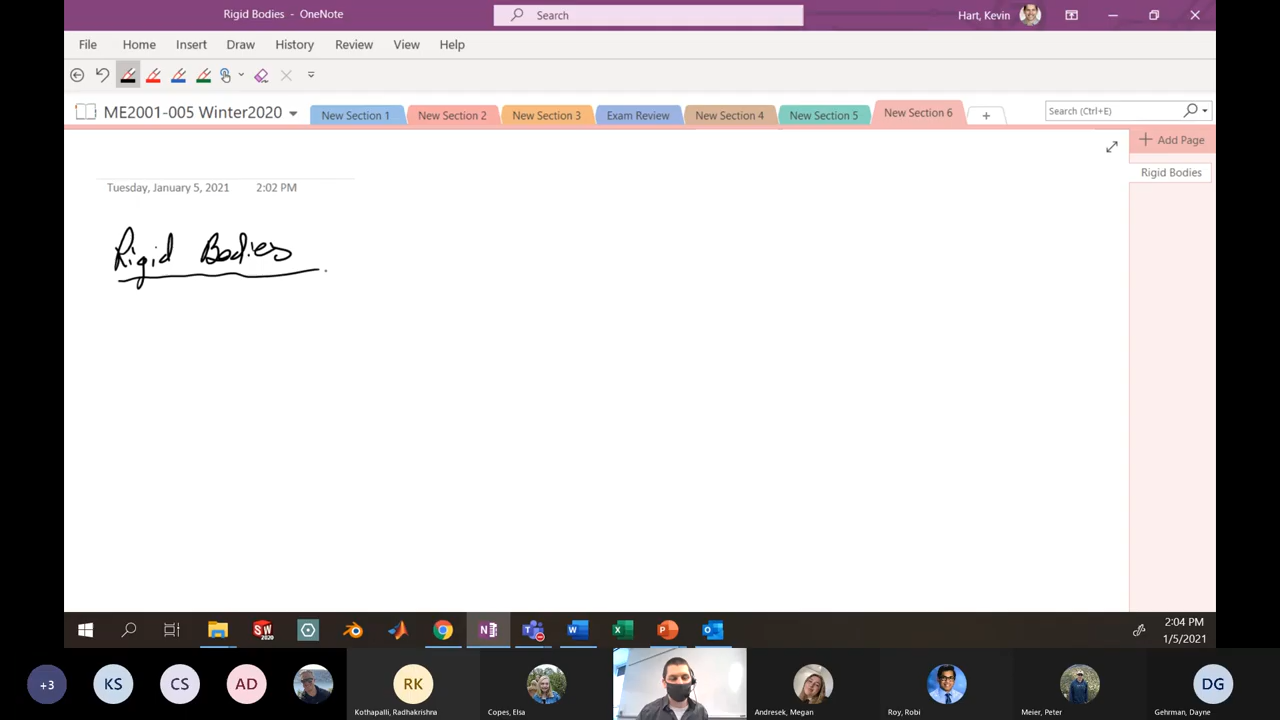 Rigid Bodies - OneNote
Search
Hart, Kevin
File Home Insert Draw History Review View Help
ME2001-005 Winter2020
New Section 1 New Section 2 New Section 3 Exam Review New Section 4 New Section 5 New Section 6 +
Search (Ctrl+E)
Add Page
Tuesday, January 5, 2021 2:02 PM
Rigid Bodies
Rigid Bodies
SW 2020
N
T
W
X
P
O
2:04 PM
1/5/2021
+3 KS CS AD RK DG
Kothapalli, Radhakrishna Copes, Elsa Andresek, Megan Roy, Robi Meier, Peter Gehrman, Dayne